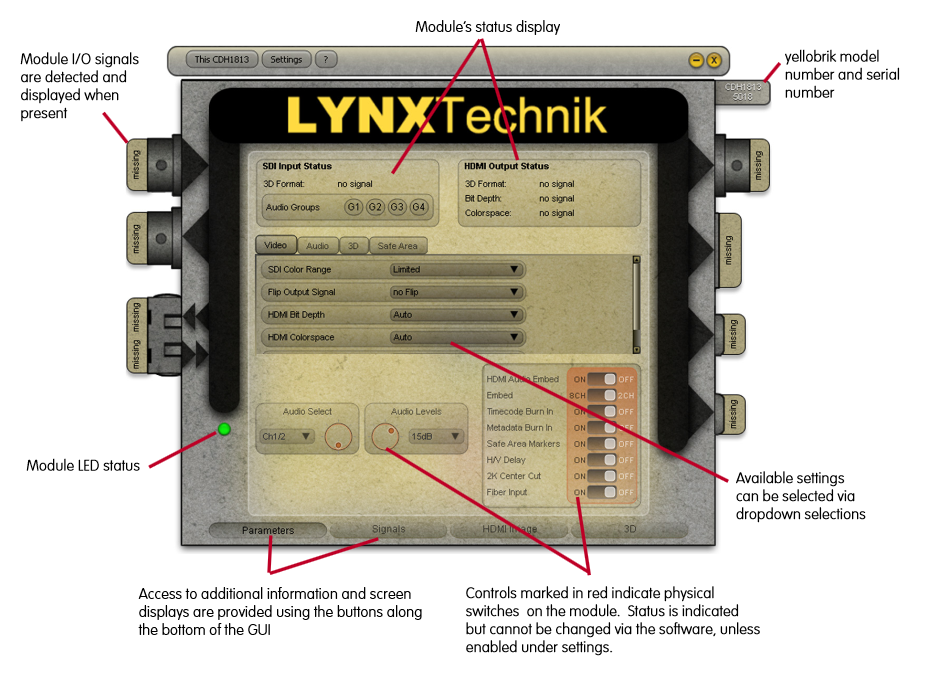 Module's status display
Module I/O signals
are detected and
displayed when
present
yellobrik model
number and serial
number
This CDH1813
Settings
?
CDH1813
5018
LYNXTechnik
missing
missing
missing
missing
missing
missing
missing
missing
SDI Input Status
3D Format: no signal
Audio Groups G1 G2 G3 G4
HDMI Output Status
3D Format: no signal
Bit Depth: no signal
Colorspace: no signal
Video Audio 3D Safe Area
SDI Color Range Limited
Flip Output Signal no Flip
HDMI Bit Depth Auto
HDMI Colorspace Auto
HDMI Audio Embed ON OFF
Embed 8CH 2CH
Timecode Burn In ON OFF
Metadata Burn In ON OFF
Safe Area Markers ON OFF
H/V Delay ON OFF
2K Center Cut ON OFF
Fiber Input ON OFF
Audio Select
Ch1/2
Audio Levels
15dB
Module LED status
Available settings
can be selected via
dropdown selections
Parameters Signals HDMI Image 3D
Access to additional information and screen
displays are provided using the buttons along
the bottom of the GUI
Controls marked in red indicate physical
switches on the module. Status is indicated
but cannot be changed via the software, unless
enabled under settings.